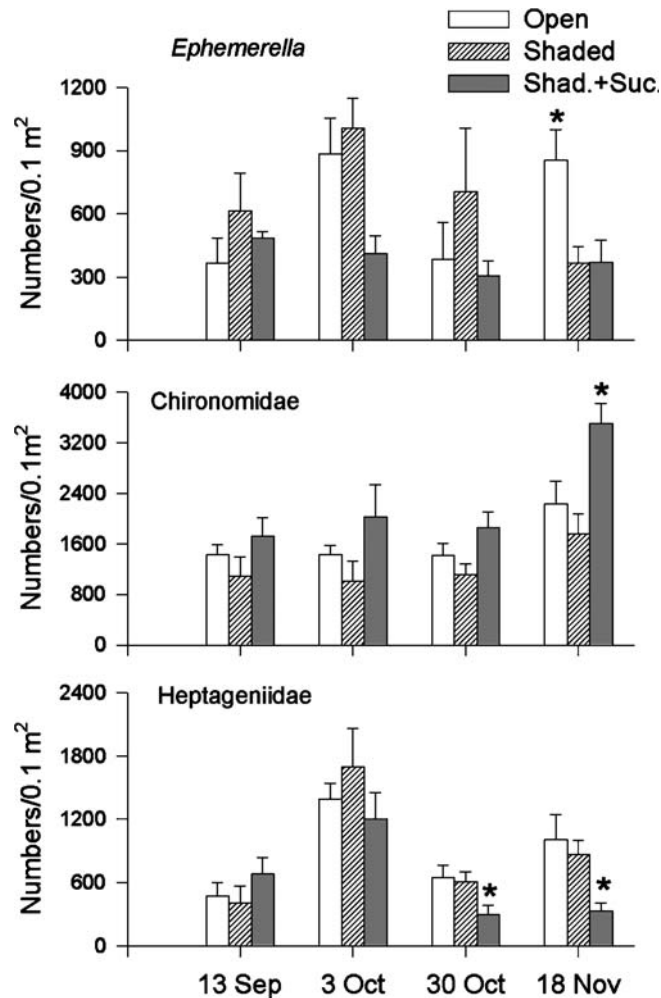 Open
Shaded
Shad.+Suc.
Ephemerella
Numbers/0.1 m²
1200
900
600
300
0
*
Chironomidae
Numbers/0.1m²
4000
3200
2400
1600
800
0
*
Heptageniidae
Numbers/0.1 m²
2400
1800
1200
600
0
* *
13 Sep 3 Oct 30 Oct 18 Nov